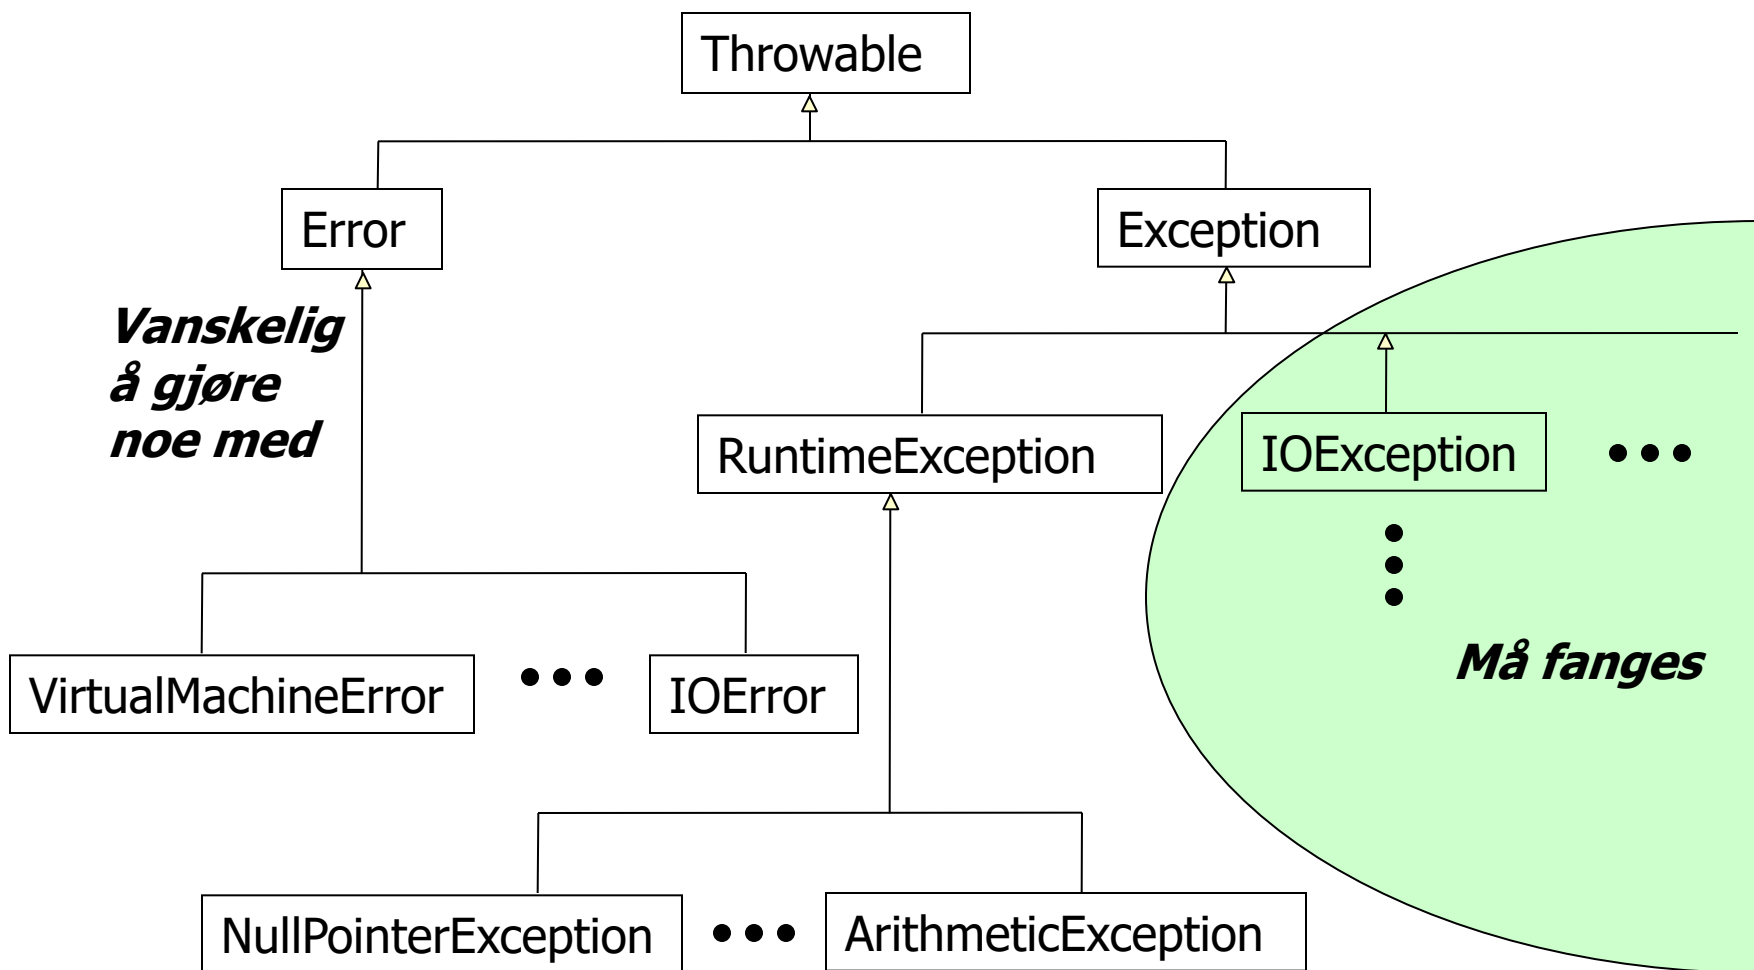 Throwable
Error
Exception
Vanskelig
å gjøre
noe med
RuntimeException
IOException
Må fanges
VirtualMachineError
IOError
NullPointerException
ArithmeticException